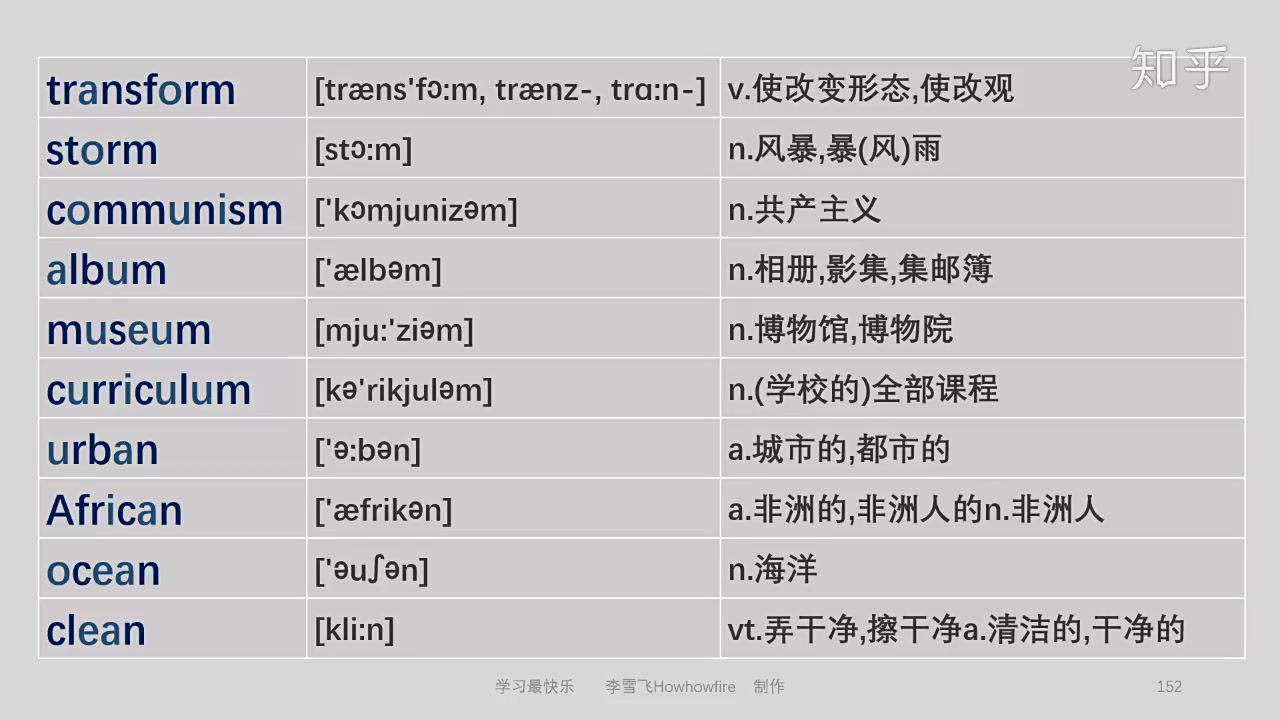 知乎
transform [træns'fɔ:m, trænz-, trɑ:n-] v.使改变形态,使改观
storm [stɔ:m] n.风暴,暴(风)雨
communism ['kɔmjunizəm] n.共产主义
album ['ælbəm] n.相册,影集,集邮簿
museum [mju:'ziəm] n.博物馆,博物院
curriculum [kə'rikjuləm] n.(学校的)全部课程
urban ['ə:bən] a.城市的,都市的
African ['æfrikən] a.非洲的,非洲人的n.非洲人
ocean ['əuʃən] n.海洋
clean [kli:n] vt.弄干净,擦干净a.清洁的,干净的
学习最快乐 李雪飞Howhowfire 制作 152